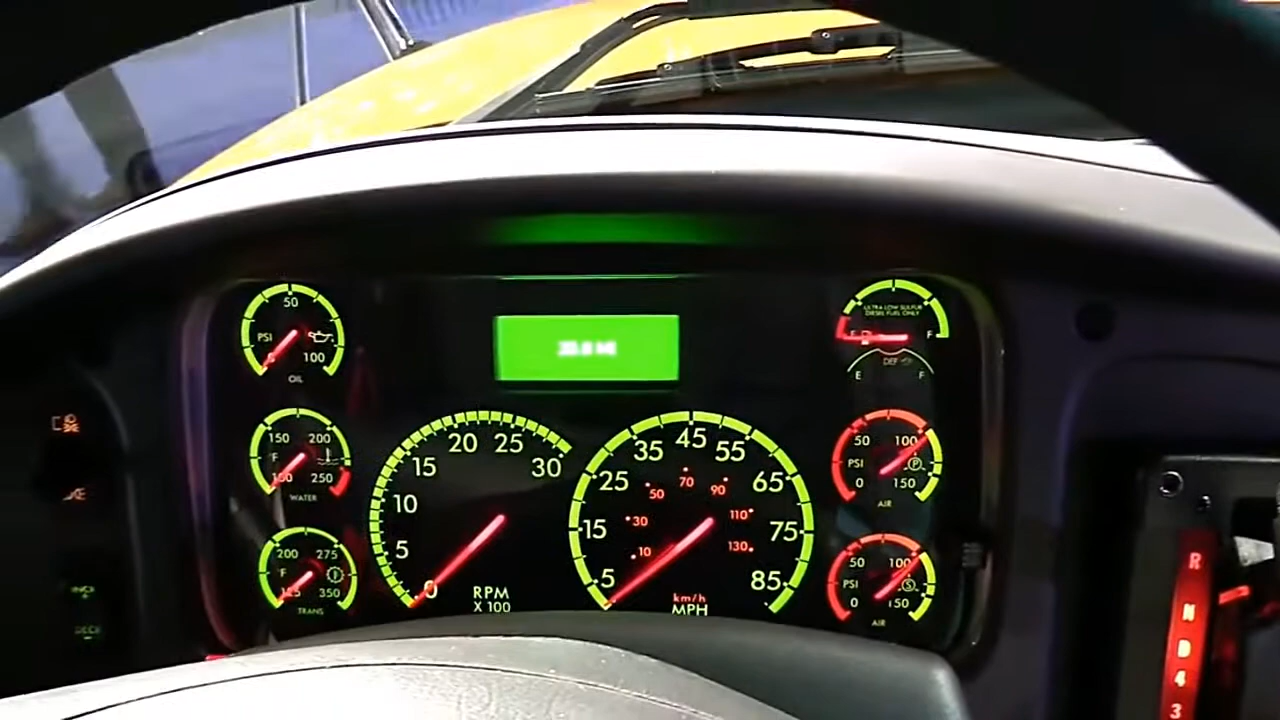 50
PSI
0
100
OIL
150
200
F
100
250
WATER
200
275
F
125
350
TRANS
0
5
10
15
20
25
30
RPM
X 100
5
15
25
35
45
55
65
75
85
10
30
50
70
90
110
130
km/h
MPH
ULTRA LOW SULFUR
DIESEL FUEL ONLY
E
F
DEF
E
F
50
100
PSI
P
0
150
AIR
50
100
PSI
S
0
150
AIR
R
N
D
4
3